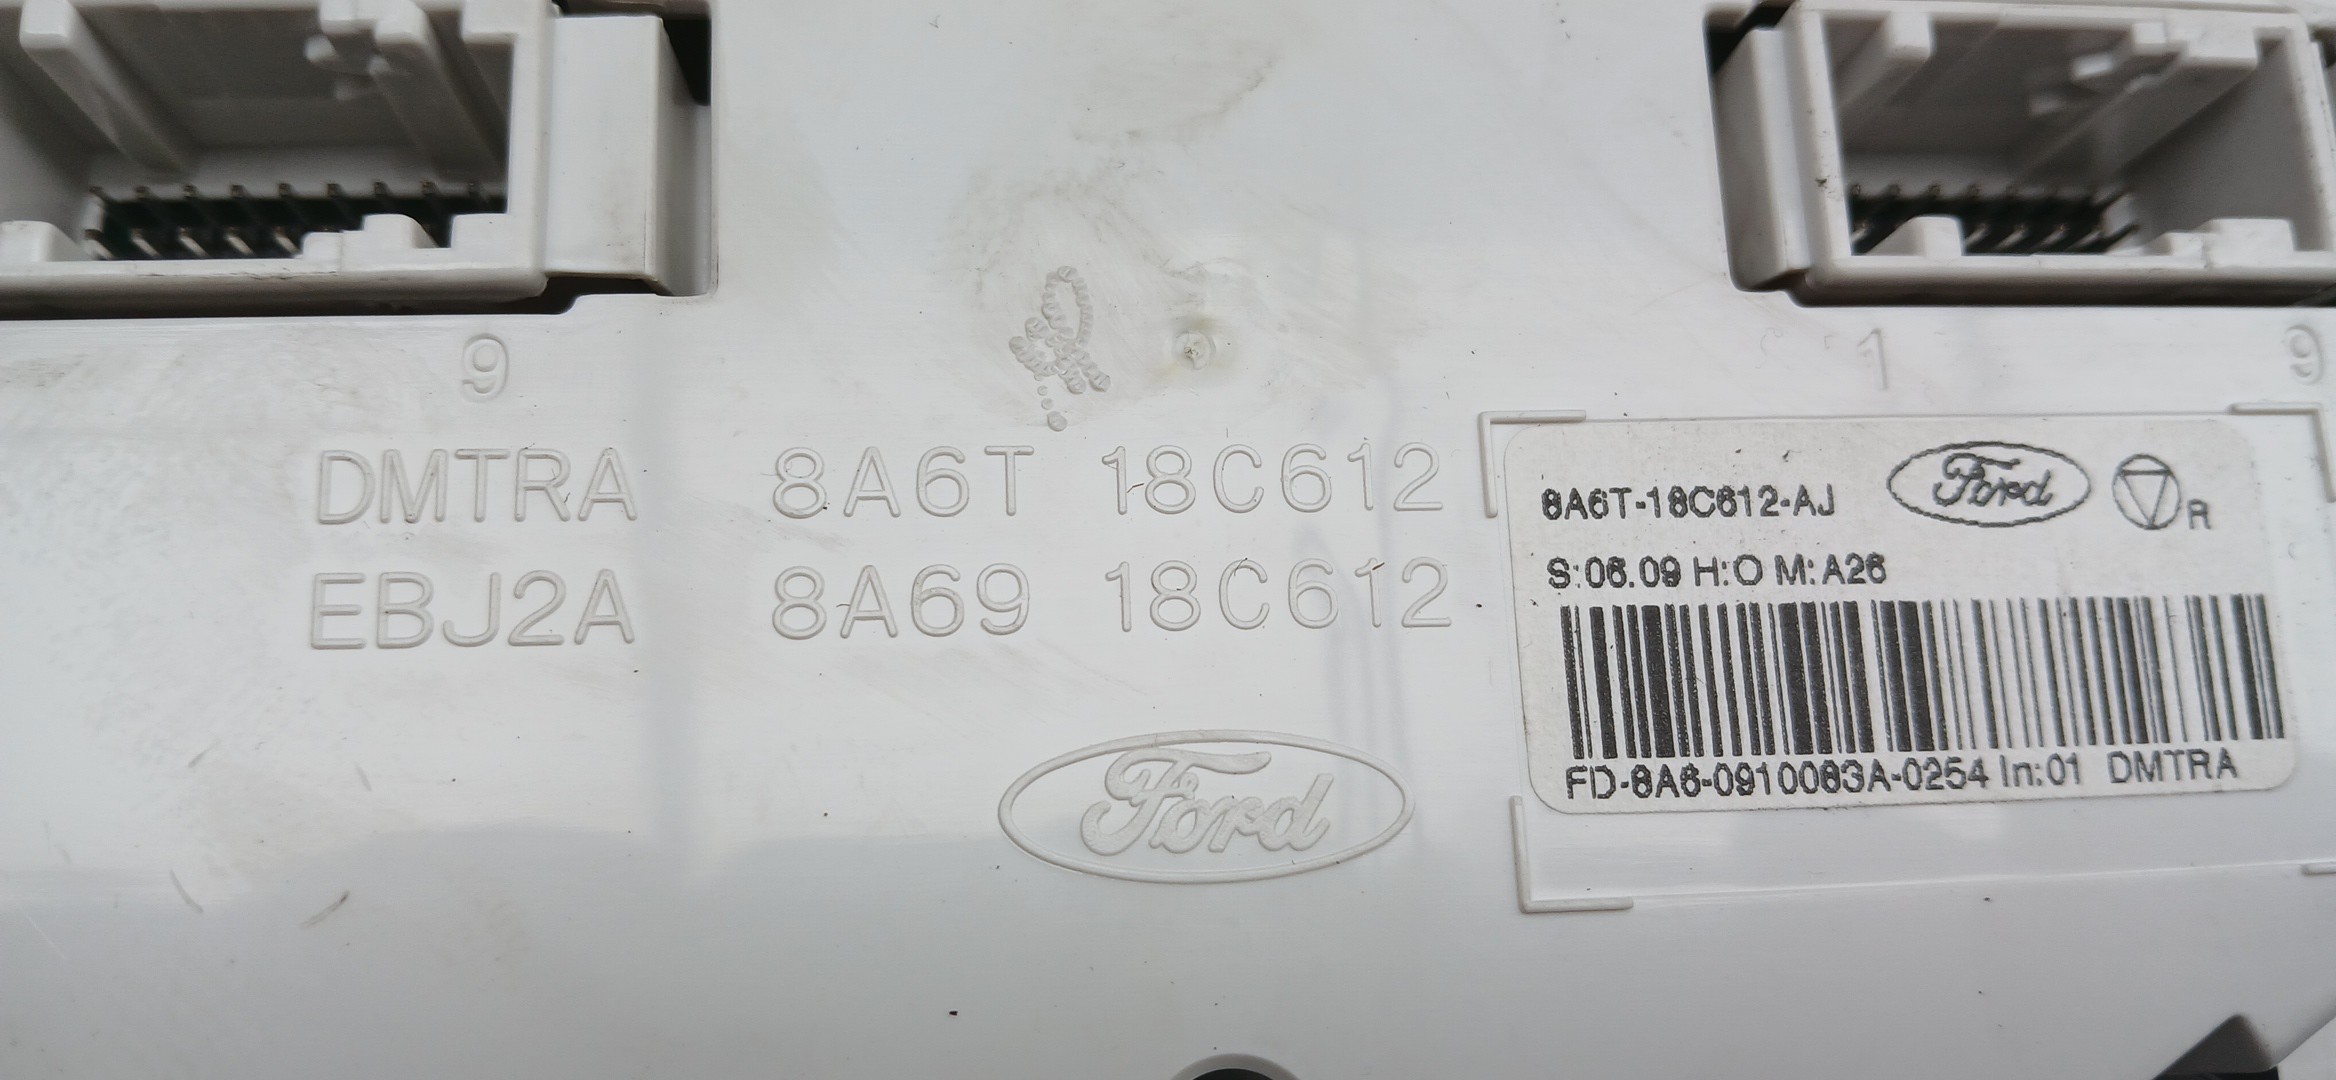 9
1
9
DMTRA 8A6T 18C612
EBJ2A 8A69 18C612
Ford
8A6T-18C612-AJ
Ford
R
S:06.09 H:O M:A26
FD-8A6-0910083A-0254 In:01 DMTRA